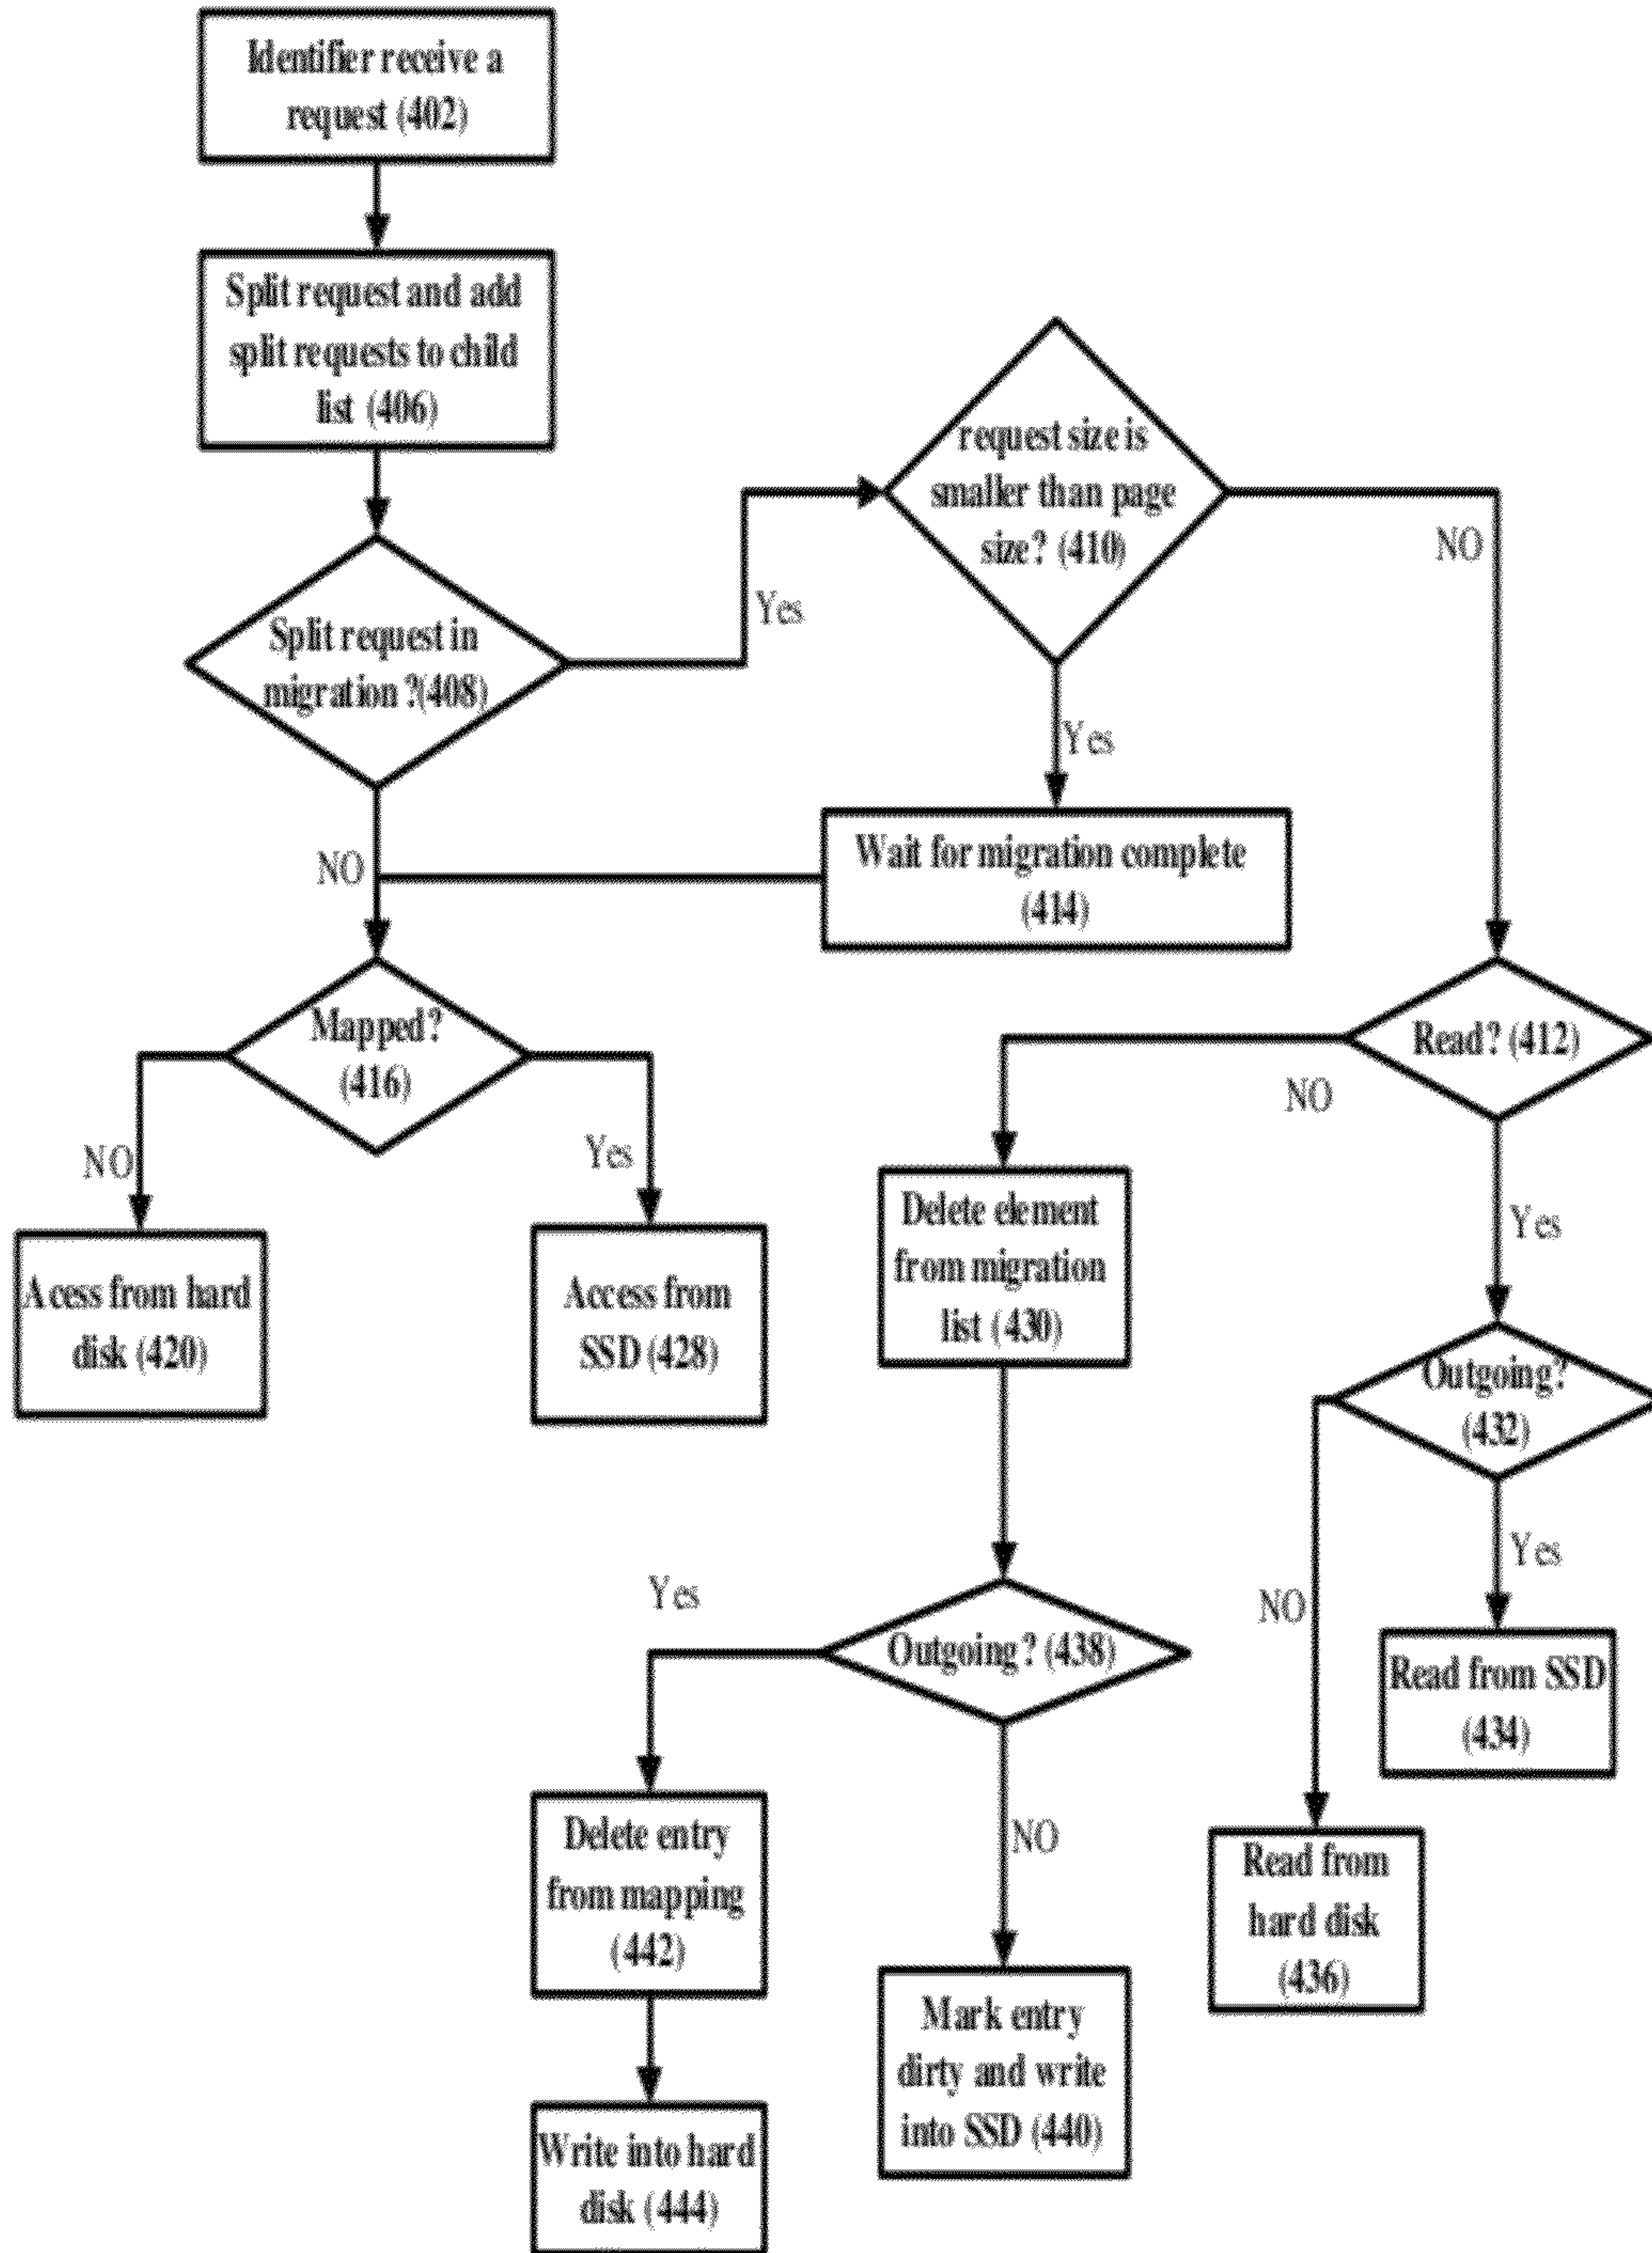 Identifier receive a
request (402)
Split request and add
split requests to child
list (406)
request size is
smaller than page
size? (410)
NO
Yes
Split request in
migration ?(408)
Yes
NO
Wait for migration complete
(414)
Mapped?
(416)
Read? (412)
NO
NO
Yes
Yes
Acess from hard
disk (420)
Access from
SSD (428)
Delete element
from migration
list (430)
Outgoing?
(432)
Yes
NO
Yes
Outgoing? (438)
Read from SSD
(434)
Delete entry
from mapping
(442)
NO
Read from
hard disk
(436)
Mark entry
dirty and write
into SSD (440)
Write into hard
disk (444)